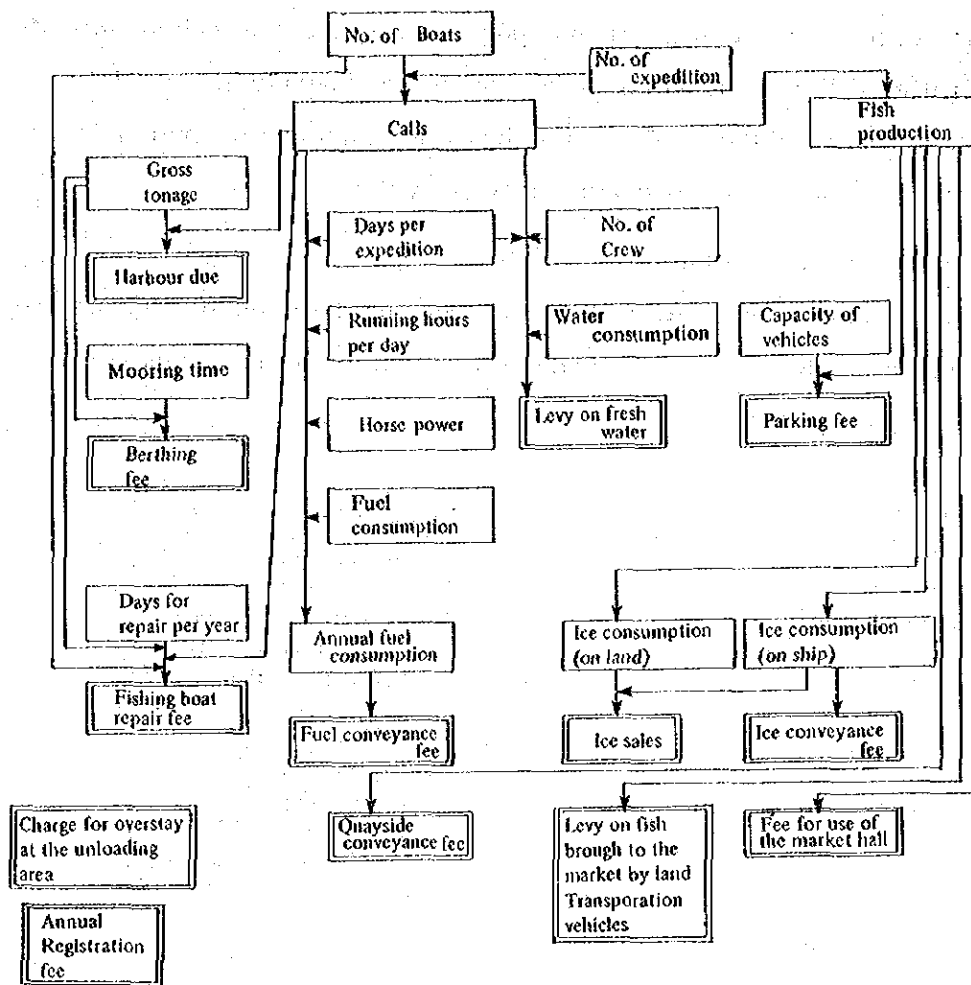 No. of Boats
No. of
expedition
Calls
Fish
production
Gross
tonage
Days per
expedition
No. of
Crew
Harbour due
Running hours
per day
Water
consumption
Capacity of
vehicles
Mooring time
Horse power
Levy on fresh
water
Parking fee
Berthing
fee
Fuel
consumption
Days for
repair per year
Annual fuel
consumption
Ice consumption
(on land)
Ice consumption
(on ship)
Fishing boat
repair fee
Fuel conveyance
fee
Ice sales
Ice conveyance
fee
Charge for overstay
at the unloading
area
Quayside
conveyance fee
Levy on fish
brough to the
market by land
Transporation
vehicles
Fee for use of
the market hall
Annual
Registration
fee